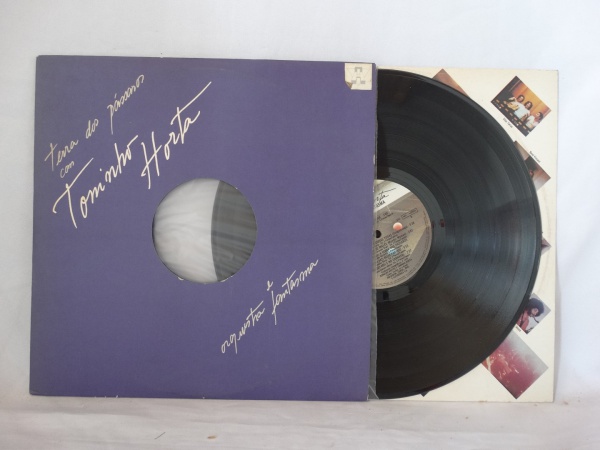 terra dos pássaros
com
Toninho
Horta
e
orquestra fantasma